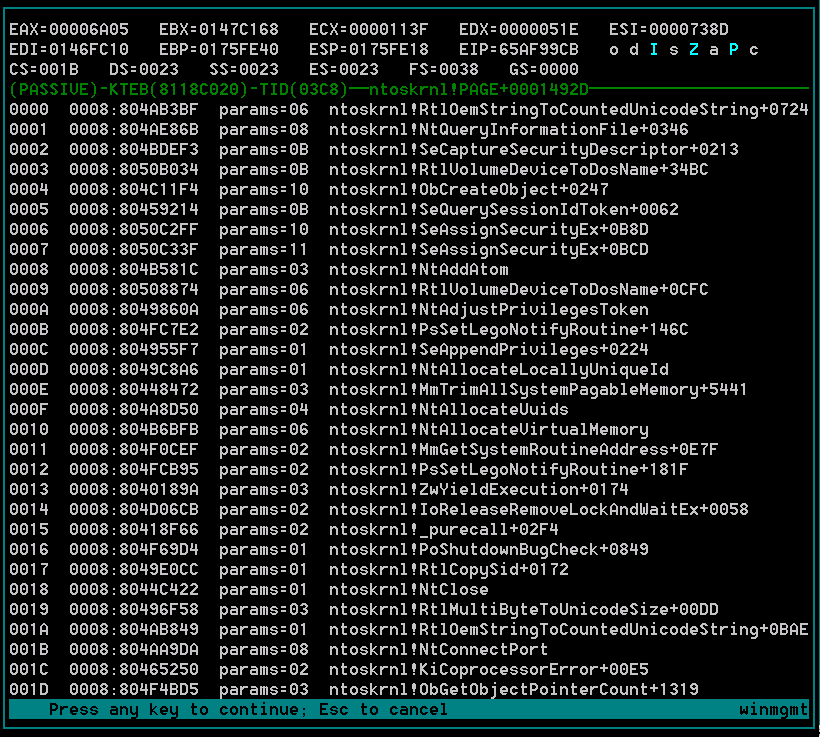 EAX=00006A05 EBX=0147C168 ECX=0000113F EDX=0000051E ESI=0000738D
EDI=0146FC10 EBP=0175FE40 ESP=0175FE18 EIP=65AF99CB o d I s Z a P c
CS=001B DS=0023 SS=0023 ES=0023 FS=0038 GS=0000
(PASSIVE)-KTEB(8118C020)-TID(03C8)—ntoskrnl!PAGE+0001492D
0000 0008:804AB3BF params=06 ntoskrnl!RtlOemStringToCountedUnicodeString+0724
0001 0008:804AE86B params=08 ntoskrnl!NtQueryInformationFile+0346
0002 0008:804BDEF3 params=0B ntoskrnl!SeCaptureSecurityDescriptor+0213
0003 0008:8050B034 params=0B ntoskrnl!RtlVolumeDeviceToDosName+34BC
0004 0008:804C11F4 params=10 ntoskrnl!ObCreateObject+0247
0005 0008:80459214 params=0B ntoskrnl!SeQuerySessionIdToken+0062
0006 0008:8050C2FF params=10 ntoskrnl!SeAssignSecurityEx+0B8D
0007 0008:8050C33F params=11 ntoskrnl!SeAssignSecurityEx+0BCD
0008 0008:804B581C params=03 ntoskrnl!NtAddAtom
0009 0008:80508874 params=06 ntoskrnl!RtlVolumeDeviceToDosName+0CFC
000A 0008:8049860A params=06 ntoskrnl!NtAdjustPrivilegesToken
000B 0008:804FC7E2 params=02 ntoskrnl!PsSetLegoNotifyRoutine+146C
000C 0008:804955F7 params=01 ntoskrnl!SeAppendPrivileges+0224
000D 0008:8049C8A6 params=01 ntoskrnl!NtAllocateLocallyUniqueId
000E 0008:80448472 params=03 ntoskrnl!MmTrimAllSystemPagableMemory+5441
000F 0008:804A8D50 params=04 ntoskrnl!NtAllocateUuids
0010 0008:804B6BFB params=06 ntoskrnl!NtAllocateVirtualMemory
0011 0008:804F0CEF params=02 ntoskrnl!MmGetSystemRoutineAddress+0E7F
0012 0008:804FCB95 params=02 ntoskrnl!PsSetLegoNotifyRoutine+181F
0013 0008:8040189A params=03 ntoskrnl!ZwYieldExecution+0174
0014 0008:804D06CB params=02 ntoskrnl!IoReleaseRemoveLockAndWaitEx+0058
0015 0008:80418F66 params=02 ntoskrnl!_purecall+02F4
0016 0008:804F69D4 params=01 ntoskrnl!PoShutdownBugCheck+0849
0017 0008:8049E0CC params=01 ntoskrnl!RtlCopySid+0172
0018 0008:8044C422 params=01 ntoskrnl!NtClose
0019 0008:80496F58 params=03 ntoskrnl!RtlMultiByteToUnicodeSize+00DD
001A 0008:804AB849 params=01 ntoskrnl!RtlOemStringToCountedUnicodeString+0BAE
001B 0008:804AA9DA params=08 ntoskrnl!NtConnectPort
001C 0008:80465250 params=02 ntoskrnl!KiCoprocessorError+00E5
001D 0008:804F4BD5 params=03 ntoskrnl!ObGetObjectPointerCount+1319
Press any key to continue; Esc to cancel winmgmt